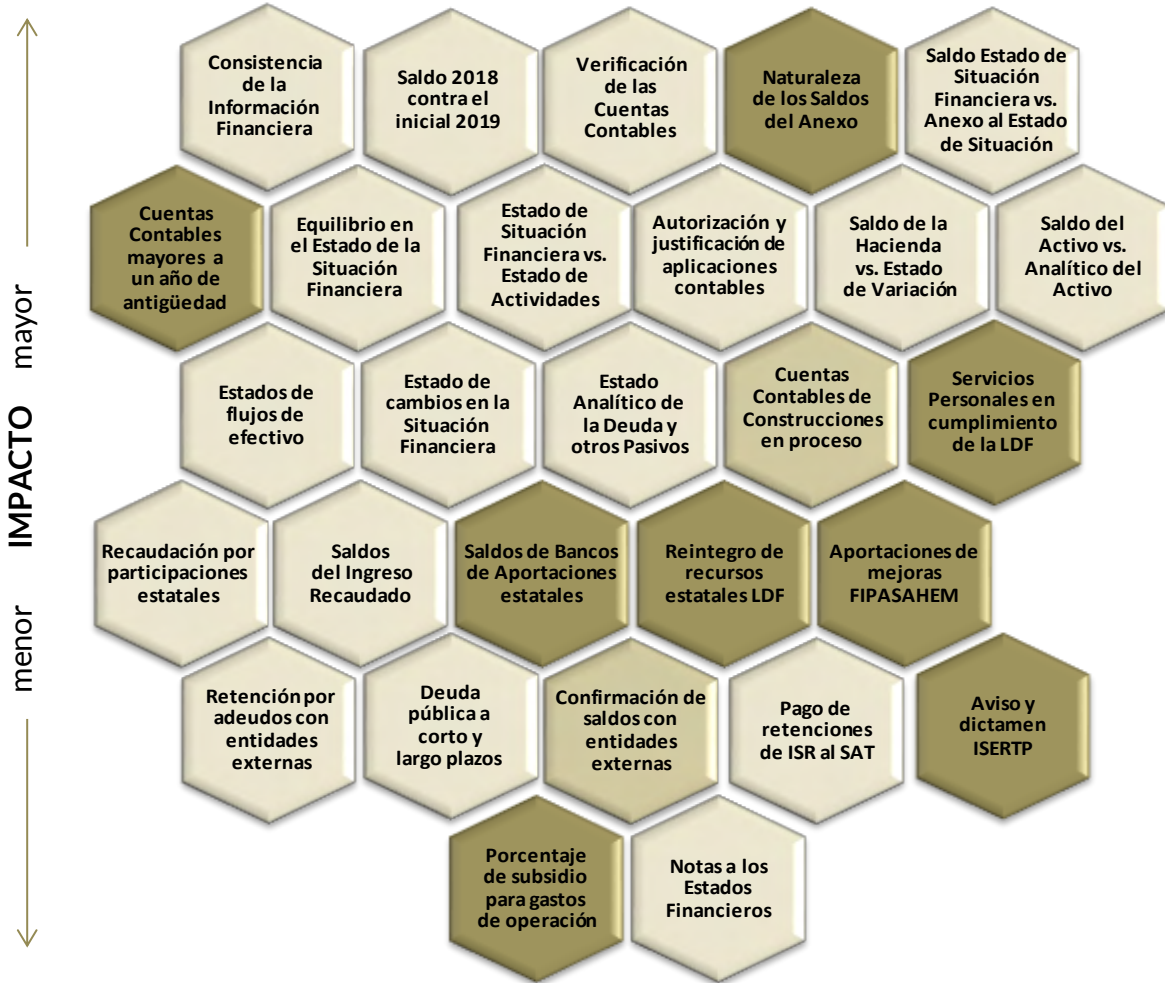 Consistencia
de la
Información
Financiera
Saldo 2018
contra el
inicial 2019
Verificación
de las
Cuentas
Contables
Naturaleza
de los Saldos
del Anexo
Saldo Estado de
Situación
Financiera vs.
Anexo al Estado
de Situación
Cuentas
Contables
mayores a
un año de
antigüedad
Equilibrio en
el Estado de la
Situación
Financiera
Estado de
Situación
Financiera vs.
Estado de
Actividades
Autorización y
justificación de
aplicaciones
contables
Saldo de la
Hacienda
vs. Estado
de Variación
Saldo del
Activo vs.
Analítico del
Activo
Estados de
flujos de
efectivo
Estado de
cambios en la
Situación
Financiera
Estado
Analítico de
la Deuda y
otros Pasivos
Cuentas
Contables de
Construcciones
en proceso
Servicios
Personales en
cumplimiento
de la LDF
Recaudación por
participaciones
estatales
Saldos
del Ingreso
Recaudado
Saldos de Bancos
de Aportaciones
estatales
Reintegro de
recursos
estatales LDF
Aportaciones de
mejoras
FIPASAHEM
Retención por
adeudos con
entidades
externas
Deuda
pública a
corto y
largo plazos
Confirmación de
saldos con
entidades
externas
Pago de
retenciones
de ISR al SAT
Aviso y
dictamen
ISERTP
Porcentaje
de subsidio
para gastos
de operación
Notas a los
Estados
Financieros
menor IMPACTO mayor